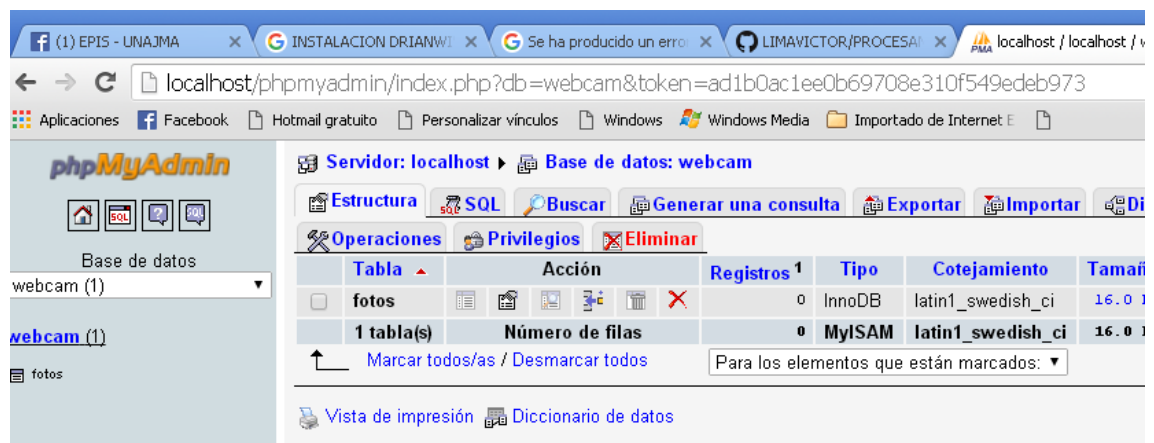 (1) EPIS - UNAJMA
INSTALACION DRIANWI
Se ha producido un erro
LIMAVICTOR/PROCESA
PMA localhost / localhost /
localhost/phpmyadmin/index.php?db=webcam&token=ad1b0ac1ee0b69708e310f549edeb973
Aplicaciones Facebook Hotmail gratuito Personalizar vínculos Windows Windows Media Importado de Internet E
phpMyAdmin
Servidor: localhost Base de datos: webcam
Estructura SQL Buscar Generar una consulta Exportar Importar Di
SQL
Operaciones Privilegios Eliminar
Base de datos
webcam (1)
webcam (1)
fotos
Tabla Acción Registros 1 Tipo Cotejamiento Tamañ
fotos 0 InnoDB latin1_swedish_ci 16.0
1 tabla(s) Número de filas 0 MyISAM latin1_swedish_ci 16.0
Marcar todos/as / Desmarcar todos Para los elementos que están marcados:
Vista de impresión Diccionario de datos